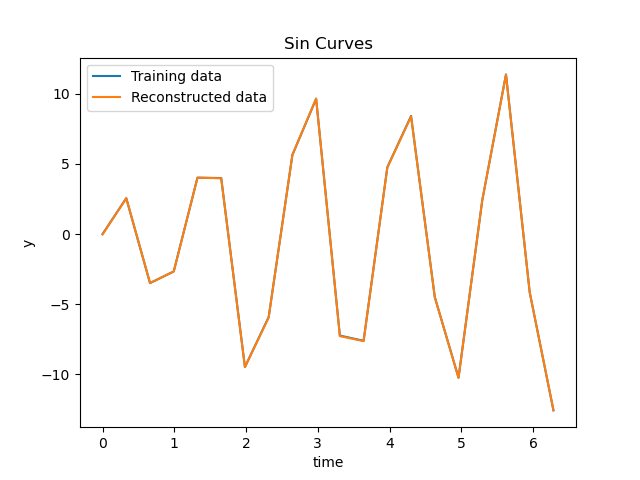 Sin Curves
Training data
Reconstructed data
10
5
0
−5
−10
y
0 1 2 3 4 5 6
time